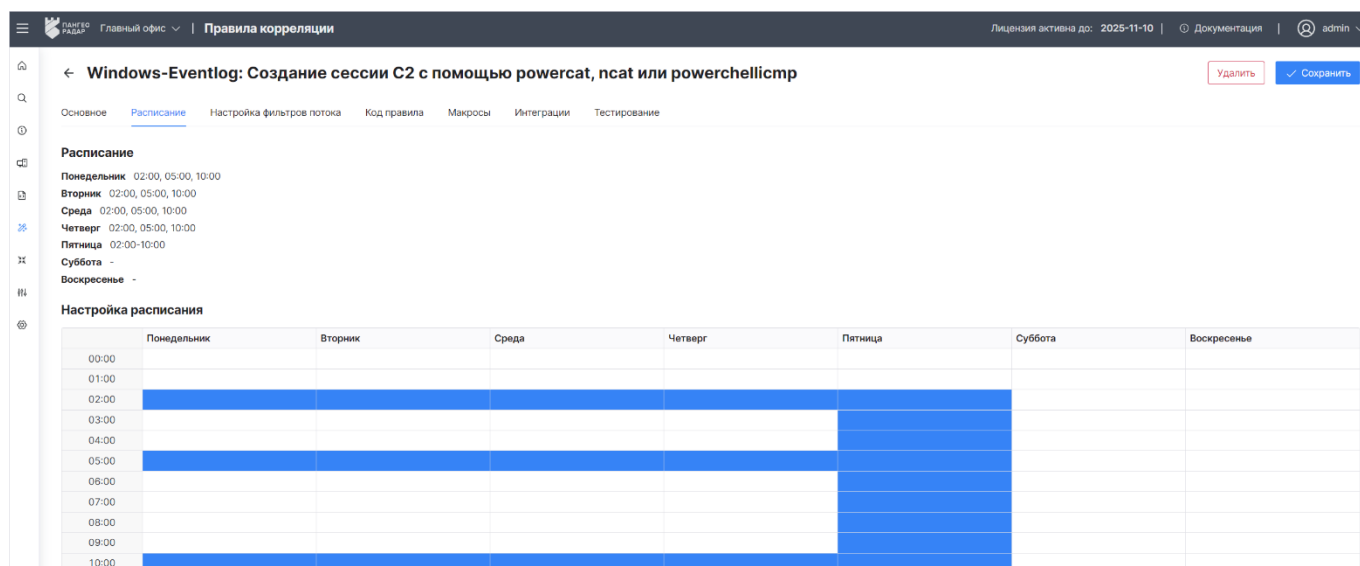 ПАНГЕО РАДАР Главный офис | Правила корреляции Лицензия активна до: 2025-11-10 | Документация | admin
← Windows-Eventlog: Создание сессии C2 с помощью powercat, ncat или powerchellicmp Удалить Сохранить
Основное Расписание Настройка фильтров потока Код правила Макросы Интеграции Тестирование
Расписание
Понедельник 02:00, 05:00, 10:00
Вторник 02:00, 05:00, 10:00
Среда 02:00, 05:00, 10:00
Четверг 02:00, 05:00, 10:00
Пятница 02:00-10:00
Суббота -
Воскресенье -
Настройка расписания
Понедельник Вторник Среда Четверг Пятница Суббота Воскресенье
00:00
01:00
02:00
03:00
04:00
05:00
06:00
07:00
08:00
09:00
10:00